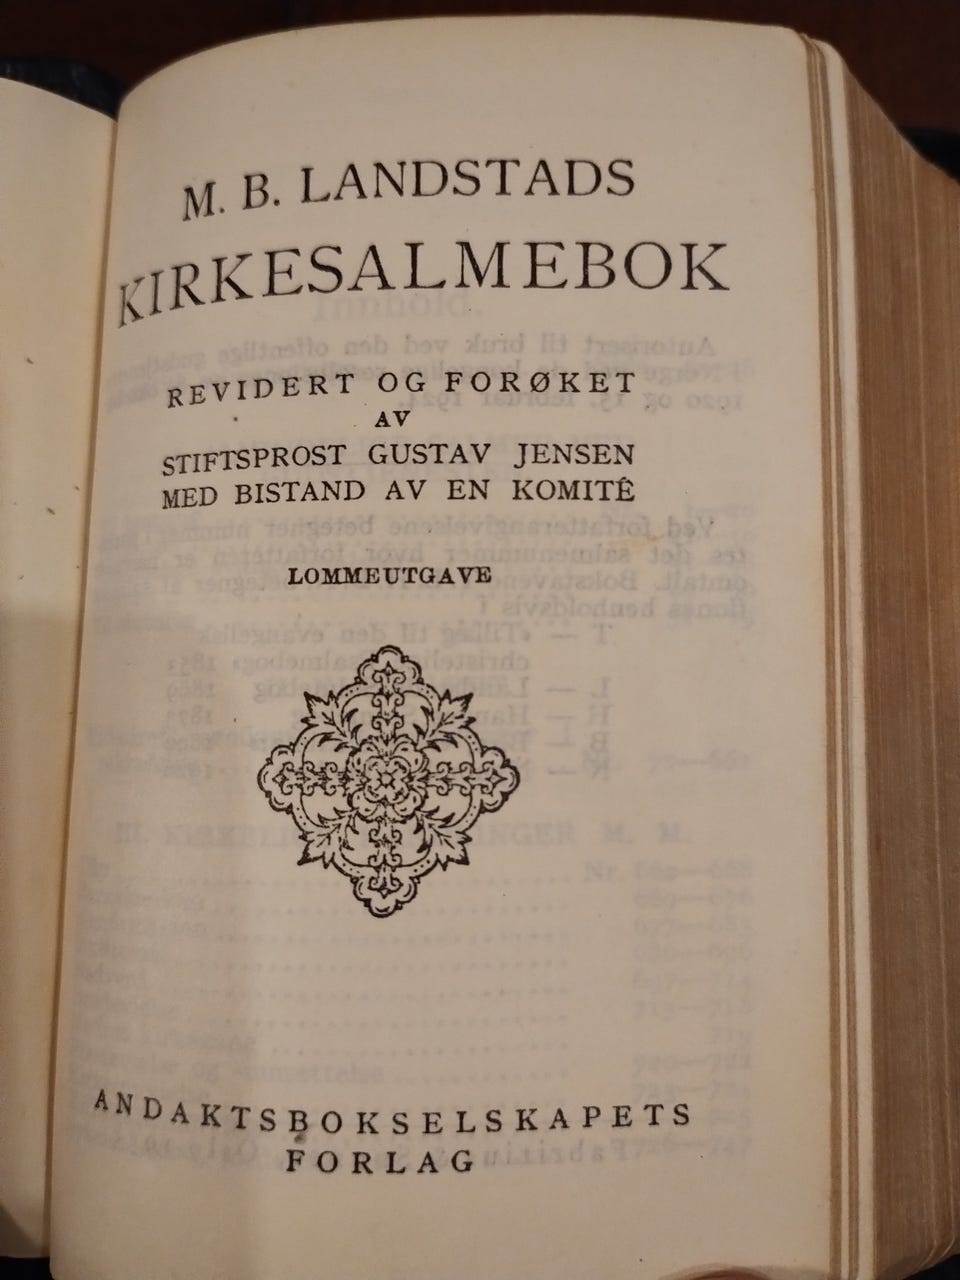 M. B. LANDSTADS
KIRKESALMEBOK
REVIDERT OG FORØKET
AV
STIFTSPROST GUSTAV JENSEN
MED BISTAND AV EN KOMITÉ
LOMMEUTGAVE
ANDAKTSBOKSELSKAPETS
FORLAG